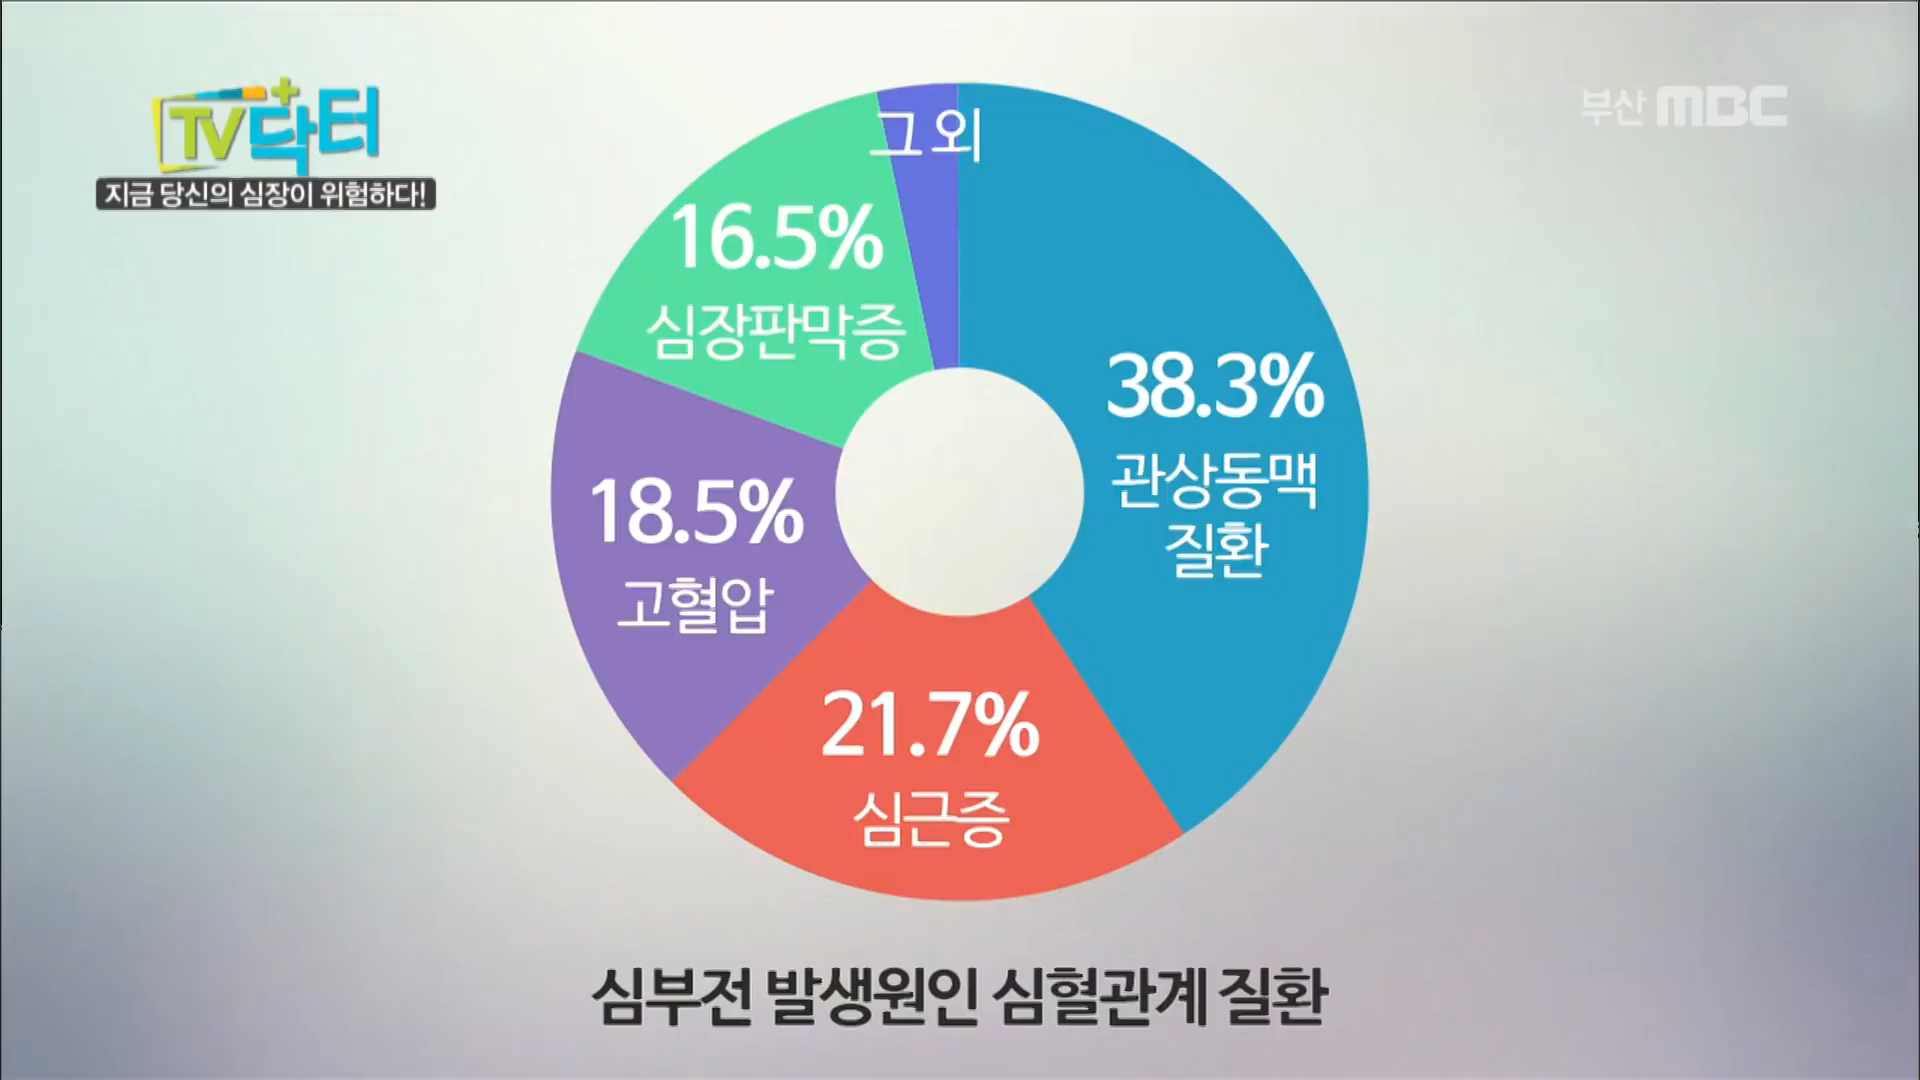 TV닥터
지금 당신의 심장이 위험하다!
부산 MBC
그 외
16.5%
심장판막증
38.3%
관상동맥
질환
18.5%
고혈압
21.7%
심근증
심부전 발생원인 심혈관계 질환